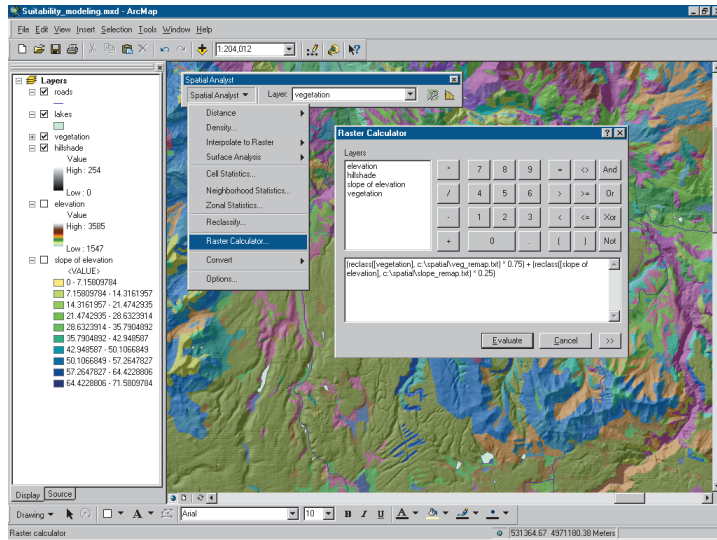 Suitability_modeling.mxd - ArcMap
File Edit View Insert Selection Tools Window Help
1:204,012
Layers
roads
lakes
vegetation
hillshade
Value
High : 254
Low : 0
elevation
Value
High : 3585
Low : 1547
slope of elevation
<VALUE>
0 - 7.15809784
7.15809784 - 14.3161957
14.3161957 - 21.4742935
21.4742935 - 28.6323914
28.6323914 - 35.7904892
35.7904892 - 42.948587
42.948587 - 50.1066849
50.1066849 - 57.2647827
57.2647827 - 64.4228806
64.4228806 - 71.5809784
Display Source
Spatial Analyst
Spatial Analyst Layer: vegetation
Distance
Density...
Interpolate to Raster
Surface Analysis
Cell Statistics...
Neighborhood Statistics...
Zonal Statistics...
Reclassify...
Raster Calculator...
Convert
Options...
Raster Calculator
Layers
elevation
hillshade
slope of elevation
vegetation
* 7 8 9 = <> And
/ 4 5 6 > >= Or
- 1 2 3 < <= Xor
+ 0 . ( ) Not
(reclass([vegetation], c:\spatial\veg_remap.txt) * 0.75) + (reclass([slope of
elevation], c:\spatial\slope_remap.txt) * 0.25)
Evaluate Cancel >>
Drawing A Arial 10 B I U A
Raster calculator
531364.67 4971180.38 Meters